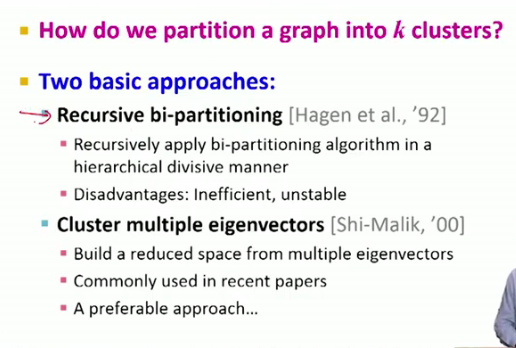 How do we partition a graph into k clusters?
Two basic approaches:
Recursive bi-partitioning [Hagen et al., ’92]
Recursively apply bi-partitioning algorithm in a
hierarchical divisive manner
Disadvantages: Inefficient, unstable
Cluster multiple eigenvectors [Shi-Malik, ’00]
Build a reduced space from multiple eigenvectors
Commonly used in recent papers
A preferable approach…